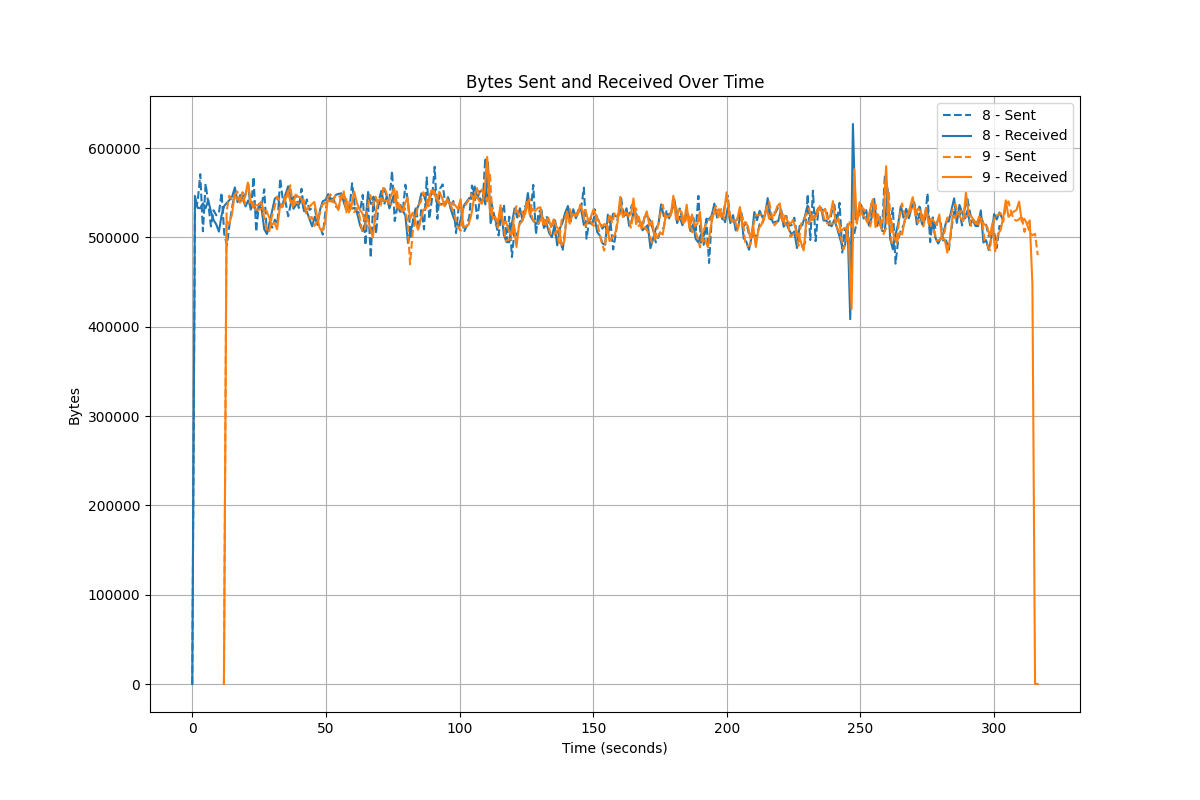 Bytes Sent and Received Over Time
8 - Sent
8 - Received
9 - Sent
9 - Received
600000
500000
400000
300000
200000
100000
0
Bytes
0 50 100 150 200 250 300
Time (seconds)